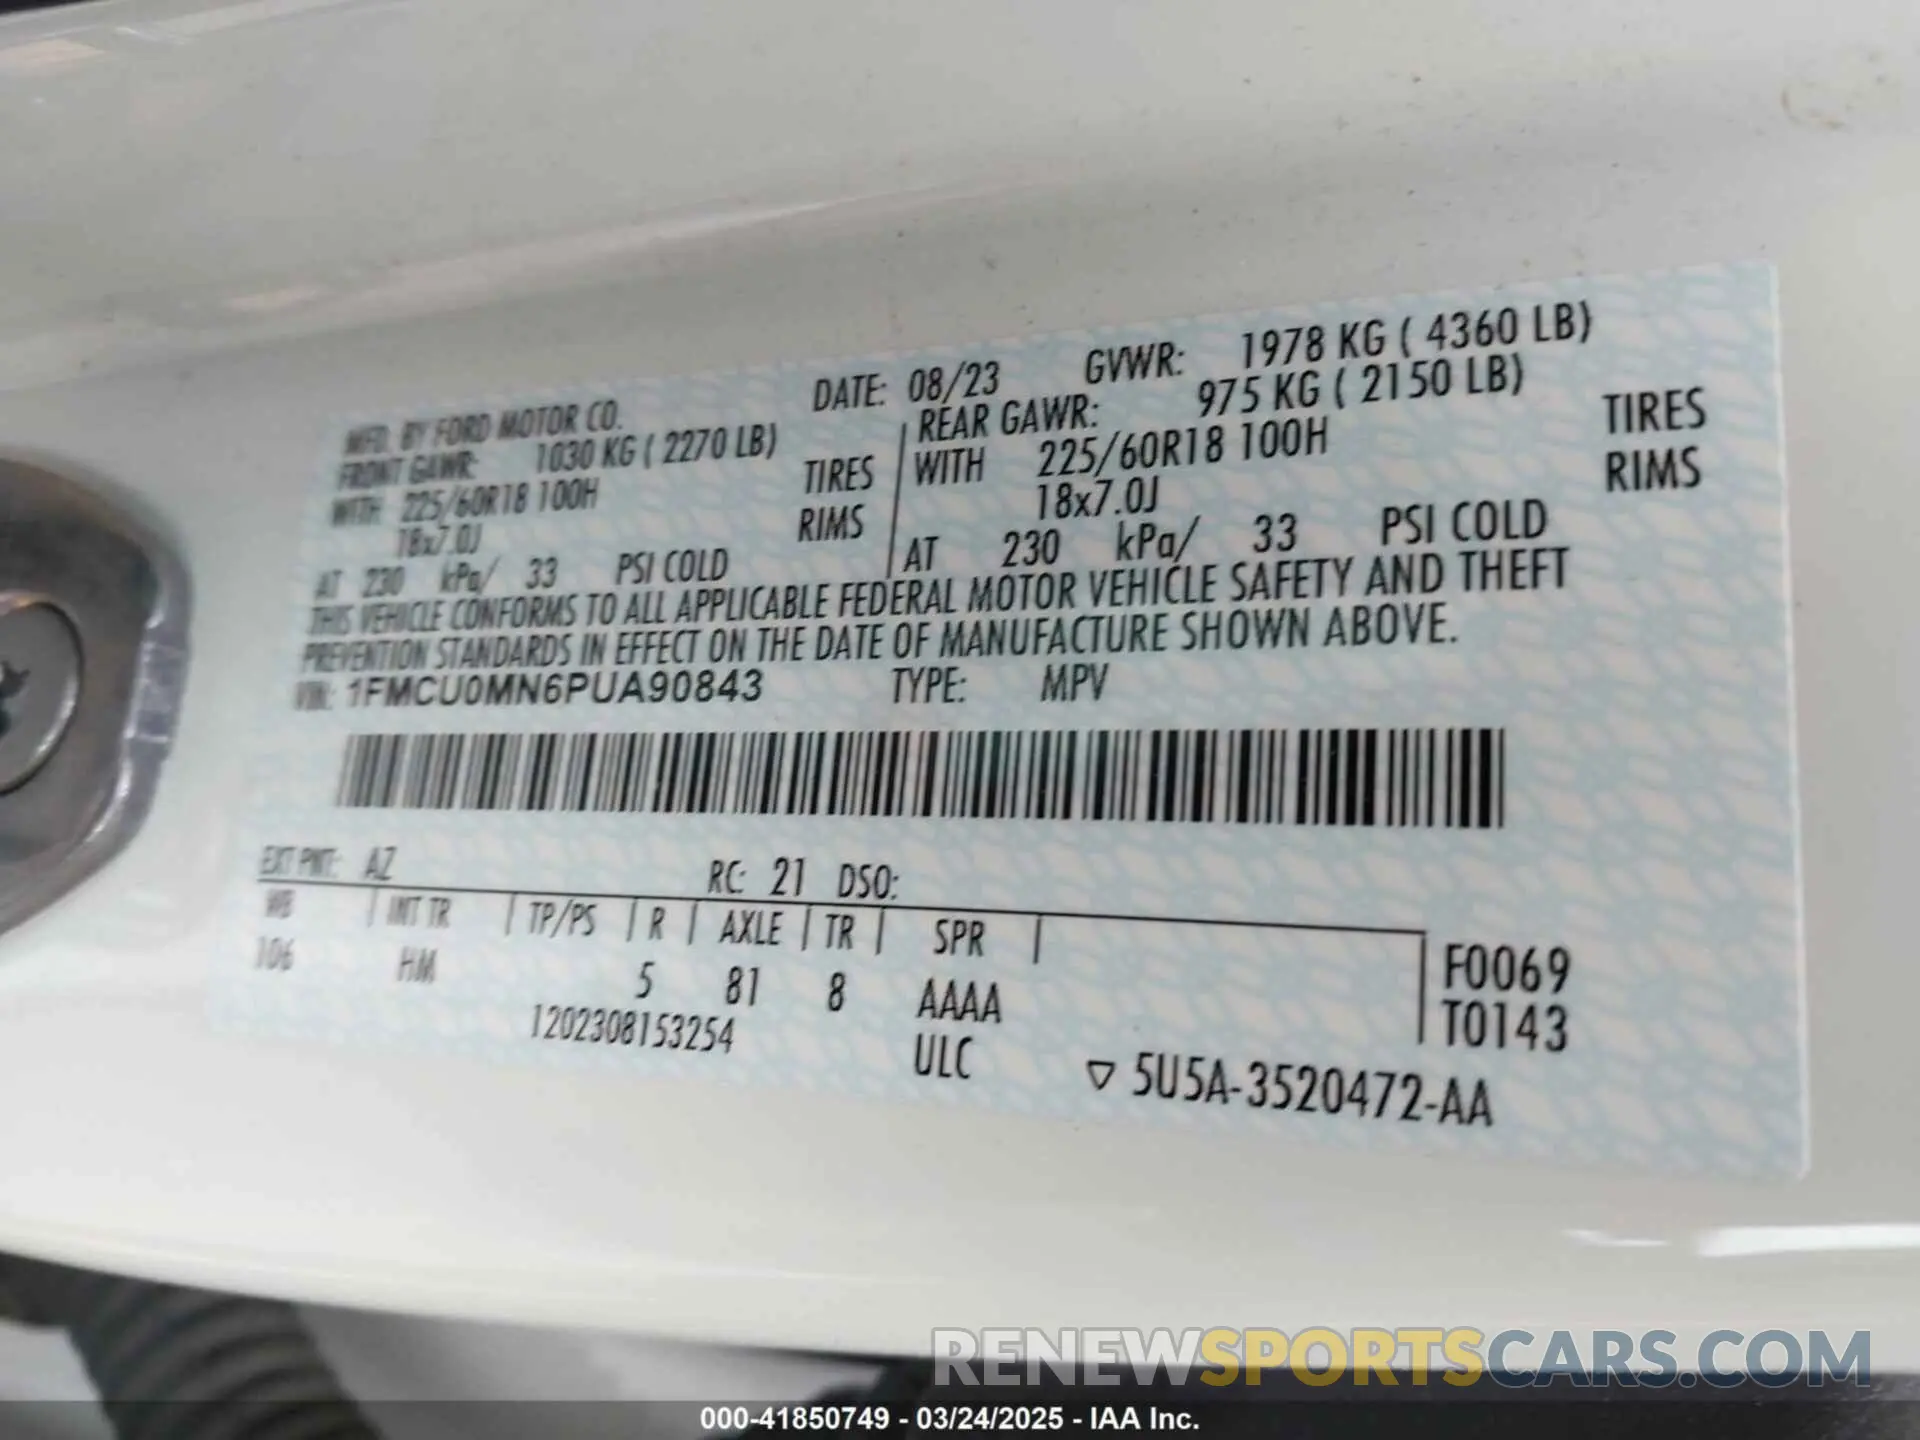 MFD. BY FORD MOTOR CO. DATE: 08/23 GVWR: 1978 KG ( 4360 LB)
FRONT GAWR: 1030 KG ( 2270 LB) REAR GAWR: 975 KG ( 2150 LB)
WITH 225/60R18 100H TIRES WITH 225/60R18 100H TIRES
18x7.0J RIMS 18x7.0J RIMS
AT 230 kPa/ 33 PSI COLD AT 230 kPa/ 33 PSI COLD
THIS VEHICLE CONFORMS TO ALL APPLICABLE FEDERAL MOTOR VEHICLE SAFETY AND THEFT
PREVENTION STANDARDS IN EFFECT ON THE DATE OF MANUFACTURE SHOWN ABOVE.
VIN: 1FMCU0MN6PUA90843 TYPE: MPV
EXT PNT: AZ RC: 21 DSO:
WB INT TR TP/PS R AXLE TR SPR
106 HM 5 81 8 AAAA F0069
1202308153254 ULC T0143
▽ 5U5A-3520472-AA
RENEWSPORTSCARS.COM
000-41850749 - 03/24/2025 - IAA Inc.